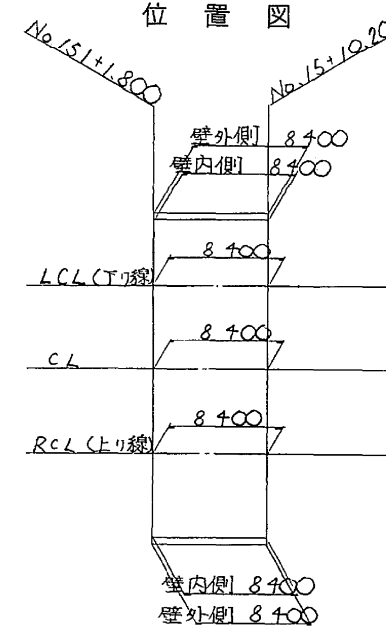 位置図
No.151+1.800
No.15+10.20
壁外側 8400
壁内側 8400
8400
LCL(下り線)
8400
CL
8400
RCL(上り線)
壁内側 8400
壁外側 8400